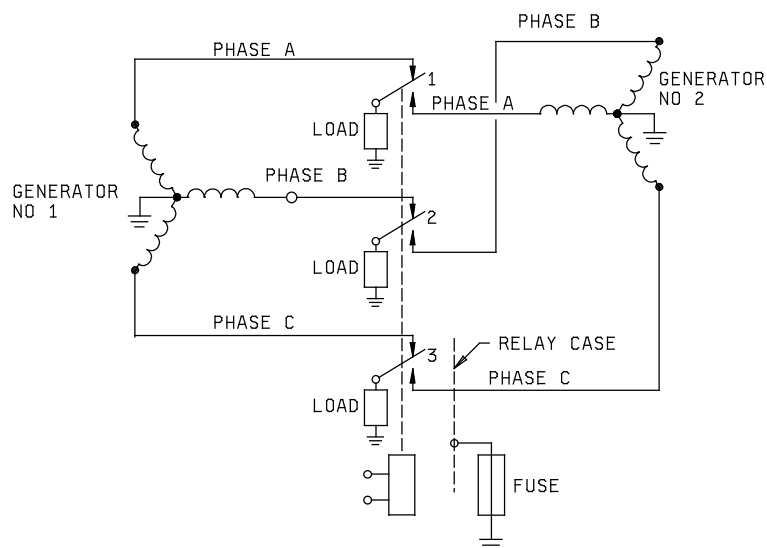 PHASE B
PHASE A
1
GENERATOR
NO 2
PHASE A
LOAD
PHASE B
GENERATOR
NO 1
2
LOAD
PHASE C
3
RELAY CASE
PHASE C
LOAD
FUSE